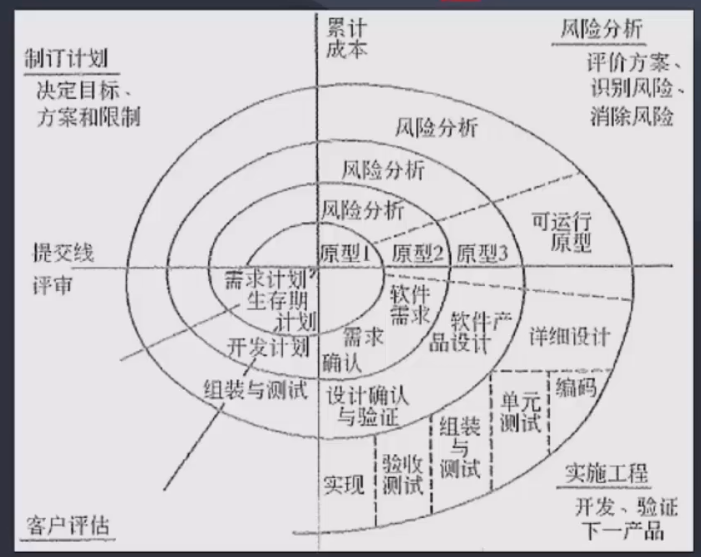 累计
成本
制订计划
决定目标、
方案和限制
风险分析
评价方案、
识别风险、
消除风险
风险分析
风险分析
风险分析
可运行
原型
提交线
原型1
原型2
原型3
评审
需求计划
生存期
计划
软件
需求
需求
确认
软件产
品设计
详细设计
开发计划
组装与测试
设计确认
与验证
单元
测试
编码
组装
与
测试
实现
验收
测试
实施工程
开发、验证
下一产品
客户评估